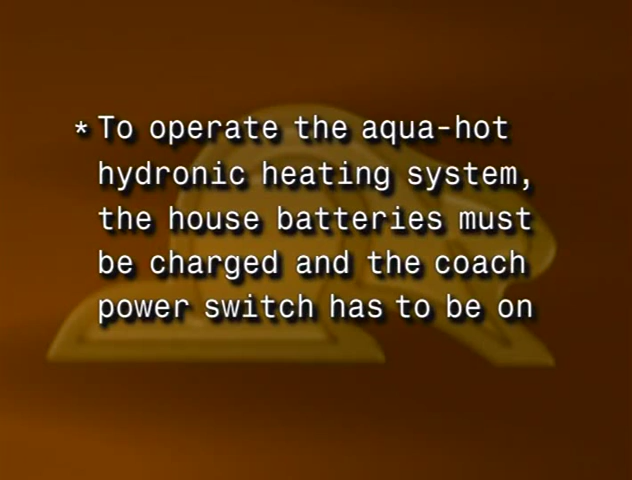 * To operate the aqua-hot
hydronic heating system,
the house batteries must
be charged and the coach
power switch has to be on